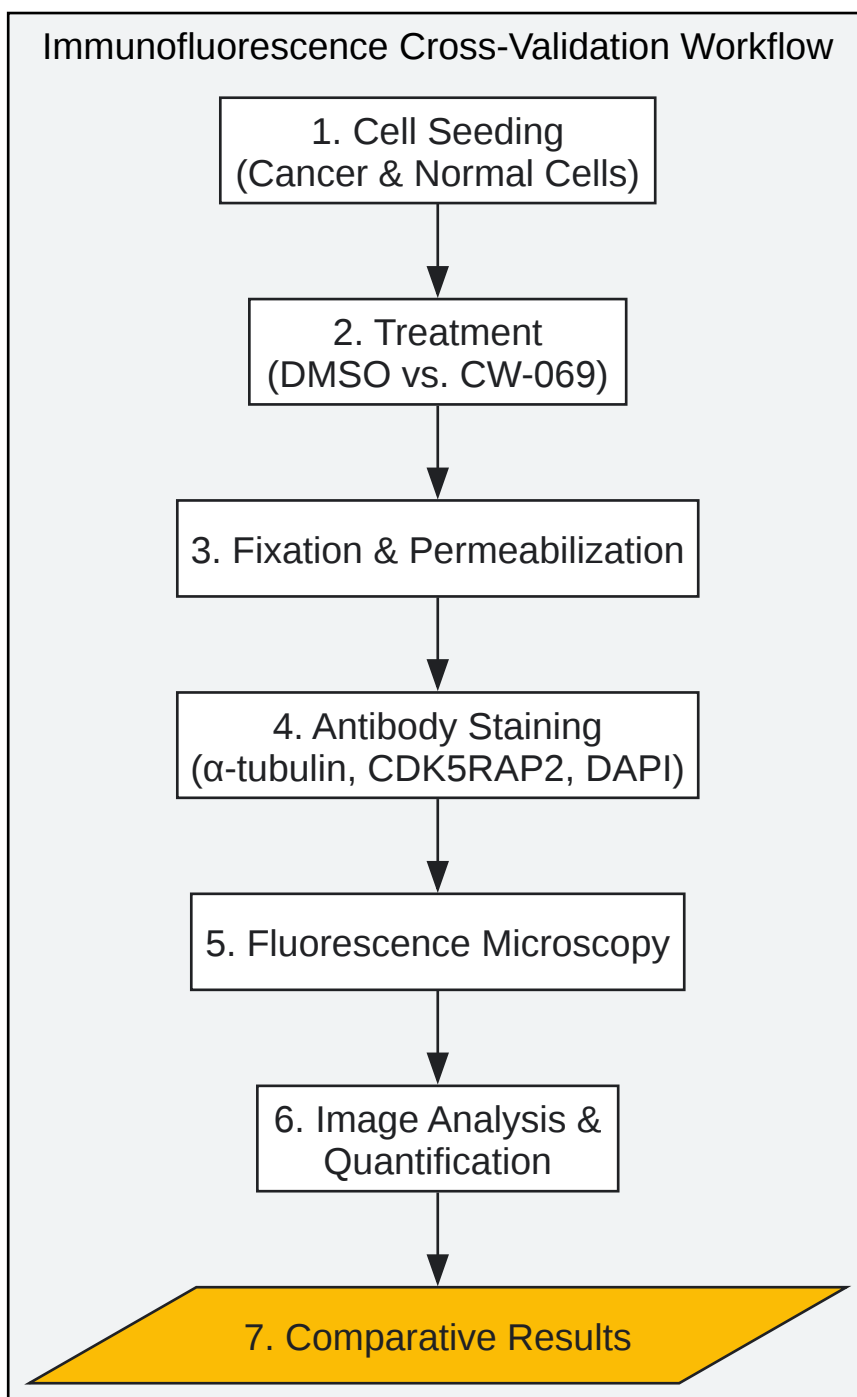 Immunofluorescence Cross-Validation Workflow
1. Cell Seeding
(Cancer & Normal Cells)
2. Treatment
(DMSO vs. CW-069)
3. Fixation & Permeabilization
4. Antibody Staining
(α-tubulin, CDK5RAP2, DAPI)
5. Fluorescence Microscopy
6. Image Analysis &
Quantification
7. Comparative Results